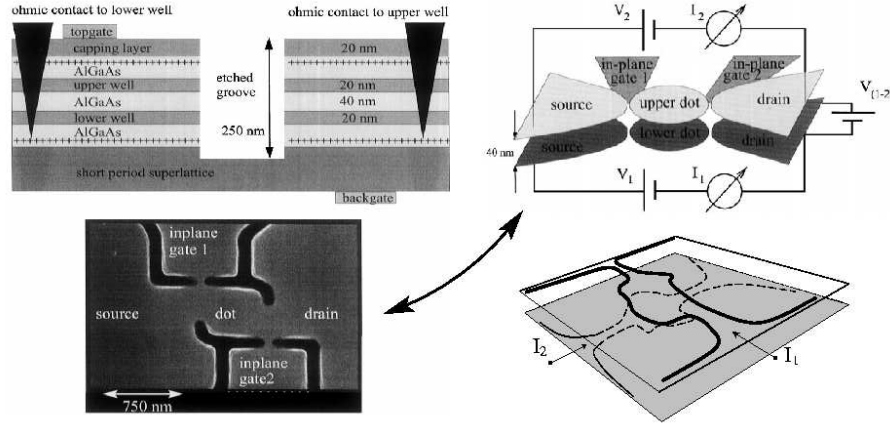 ohmic contact to lower well
ohmic contact to upper well
topgate
capping layer
AlGaAs
upper well
AlGaAs
lower well
AlGaAs
short period superlattice
backgate
etched
groove
250 nm
20 nm
20 nm
40 nm
20 nm
V2
I2
in-plane
gate 1
in-plane
gate 2
source
upper dot
drain
source
lower dot
drain
40 nm
V(1-2)
V1
I1
inplane
gate 1
source
dot
drain
inplane
gate2
750 nm
I2
I1